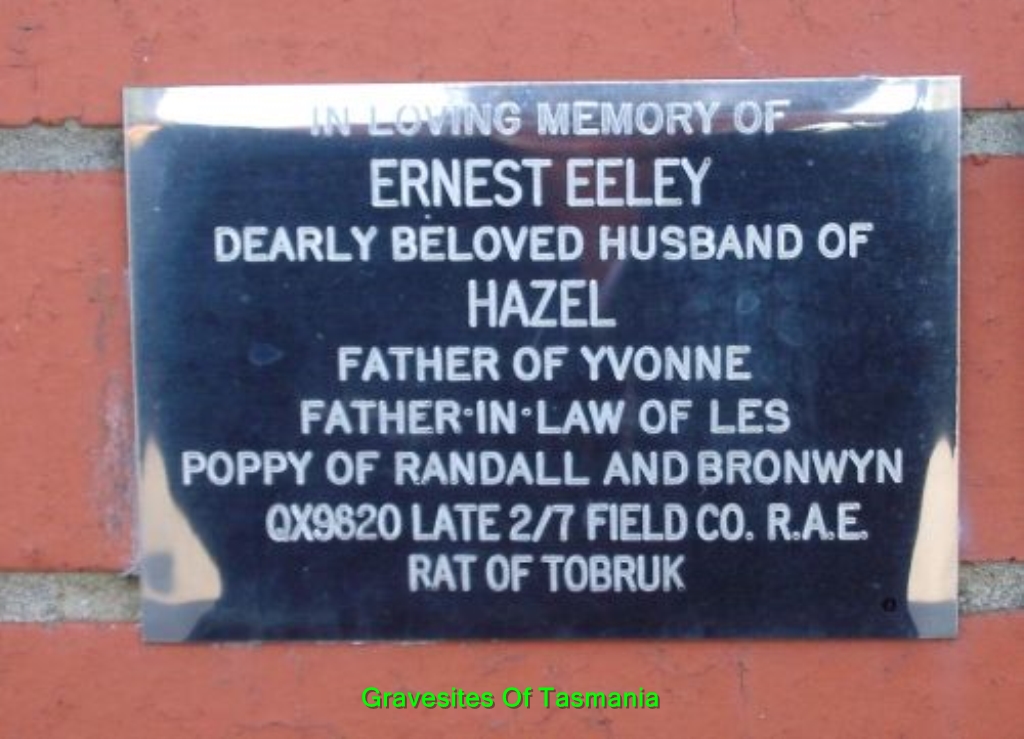 IN LOVING MEMORY OF
ERNEST EELEY
DEARLY BELOVED HUSBAND OF
HAZEL
FATHER OF YVONNE
FATHER-IN-LAW OF LES
POPPY OF RANDALL AND BRONWYN
QX9820 LATE 2/7 FIELD CO. R.A.E.
RAT OF TOBRUK
Gravesites Of Tasmania